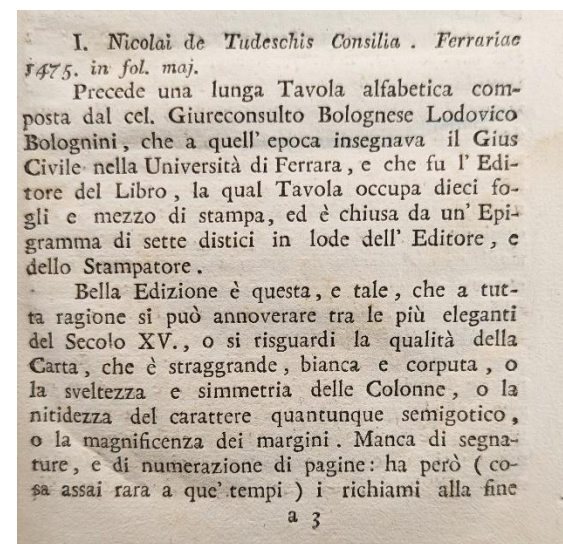 I. Nicolai de Tudeschis Consilia . Ferrariae
1475. in fol. maj.
Precede una lunga Tavola alfabetica com-
posta dal cel. Giureconsulto Bolognese Lodovico
Bolognini, che a quell' epoca insegnava il Gius
Civile nella Università di Ferrara, e che fu l' Edi-
tore del Libro, la qual Tavola occupa dieci fo-
gli e mezzo di stampa, ed è chiusa da un' Epi-
gramma di sette distici in lode dell' Editore, e
dello Stampatore.
Bella Edizione è questa, e tale, che a tut-
ta ragione si può annoverare tra le più eleganti
del Secolo XV., o si risguardi la qualità della
Carta, che è straggrande, bianca e corputa, o
la sveltezza e simmetria delle Colonne, o la
nitidezza del carattere quantunque semigotico,
o la magnificenza dei margini. Manca di segna-
ture, e di numerazione di pagine: ha però ( co-
sa assai rara a que' tempi ) i richiami alla fine
a 3